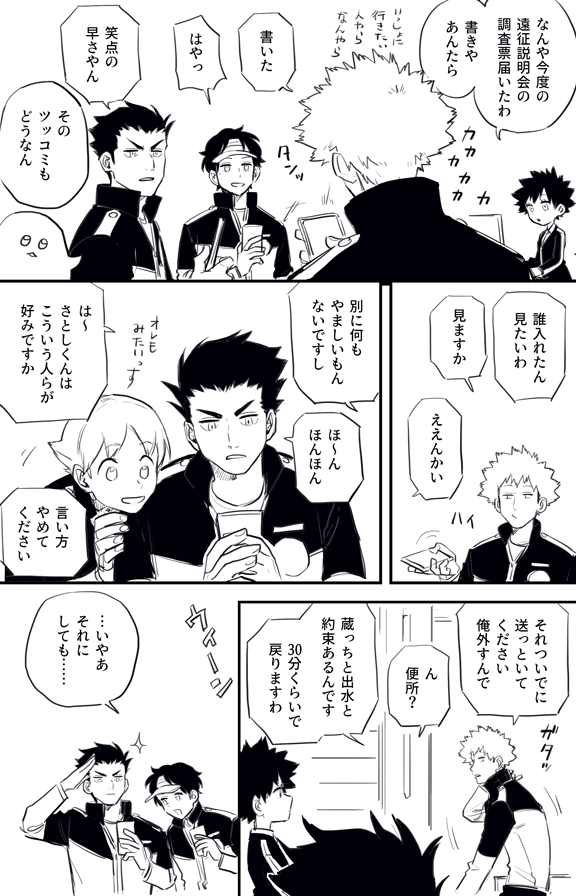 なんや今度の
遠征説明会の
調査票届いたわ
書きや
あんたら
いっしょに
行きたい
人やら
なんやら
カカカカカ
書いた
タンッ
はやっ
笑点の
早さやん
その
ツッコミも
どうなん
誰入れたん
見たいわ
見ますか
ええんかい
ハイ
別に何も
やましいもん
ないですし
ほ〜ん
ほんほん
オレも
みたいっす
は〜
さとしくんは
こういう人らが
好みですか
言い方
やめて
ください
それついでに
送っといて
ください
俺外すんで
ガタッ
ん
便所?
蔵っちと出水と
約束あるんです
30分くらいで
戻りますわ
ウィーン
…いやあ
それに
しても……